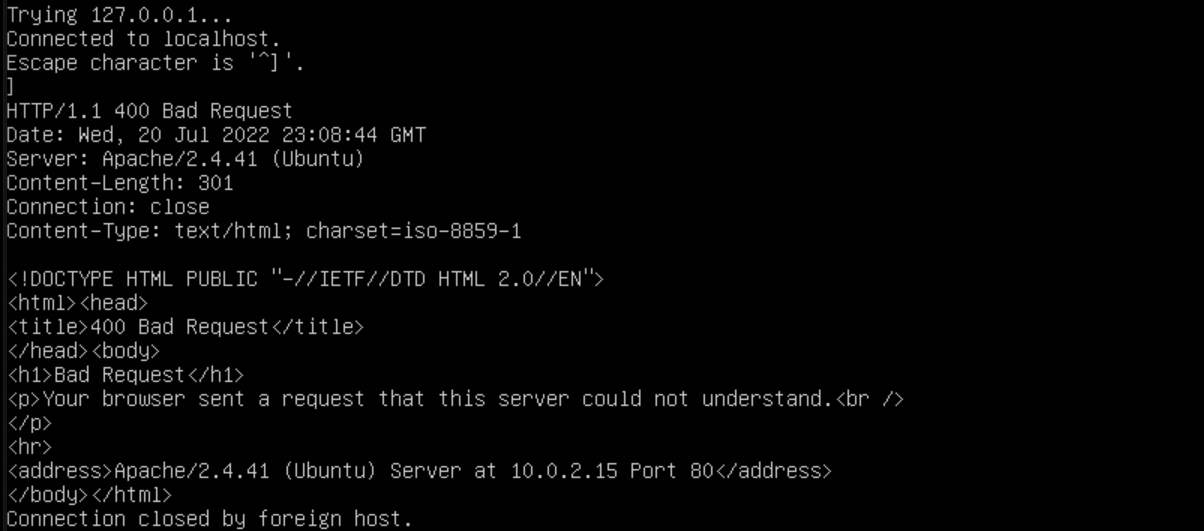 Trying 127.0.0.1...
Connected to localhost.
Escape character is '^]'.
]
HTTP/1.1 400 Bad Request
Date: Wed, 20 Jul 2022 23:08:44 GMT
Server: Apache/2.4.41 (Ubuntu)
Content-Length: 301
Connection: close
Content-Type: text/html; charset=iso-8859-1

<!DOCTYPE HTML PUBLIC "-//IETF//DTD HTML 2.0//EN">
<html><head>
<title>400 Bad Request</title>
</head><body>
<h1>Bad Request</h1>
<p>Your browser sent a request that this server could not understand.<br />
</p>
<hr>
<address>Apache/2.4.41 (Ubuntu) Server at 10.0.2.15 Port 80</address>
</body></html>
Connection closed by foreign host.